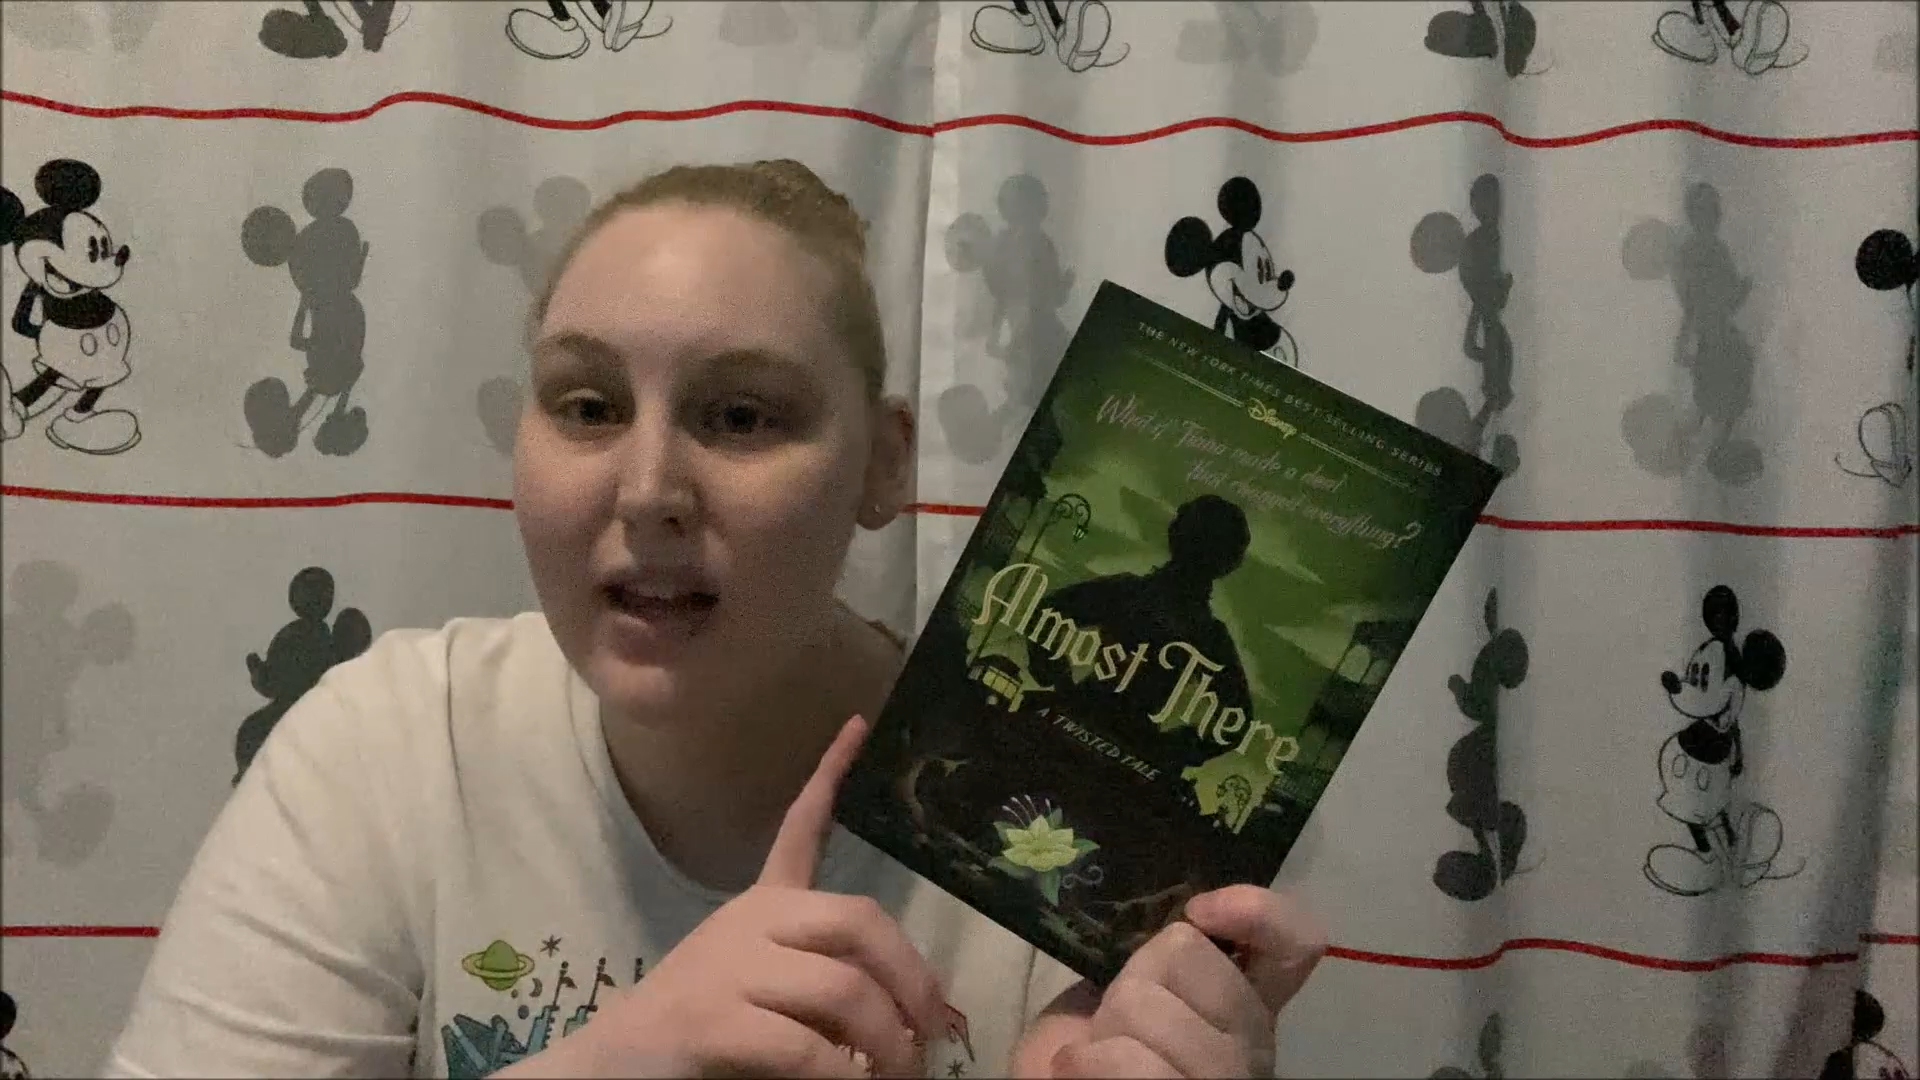 THE NEW YORK TIMES BEST-SELLING SERIES
Disney
What if Tiana made a deal
that changed everything?
Almost There
A TWISTED TALE